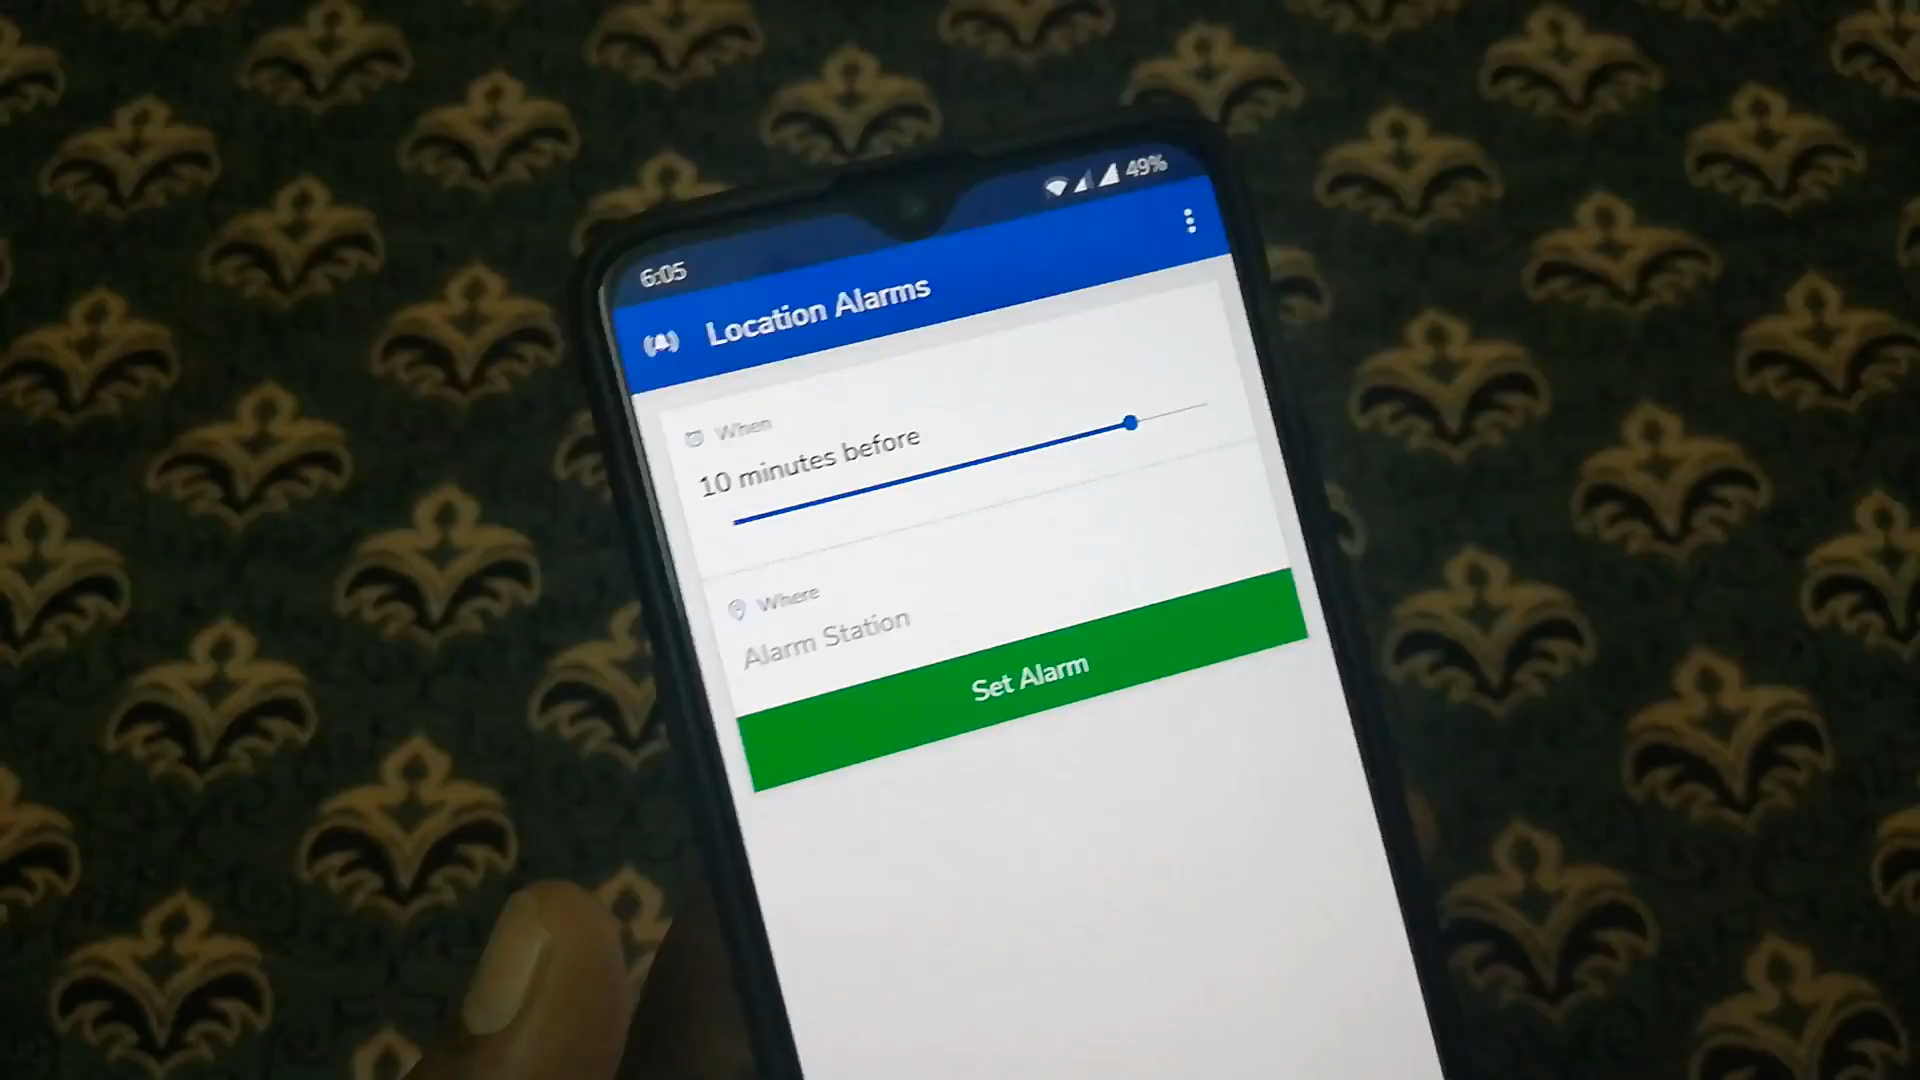 6:05
49%
Location Alarms
When
10 minutes before
Where
Alarm Station
Set Alarm